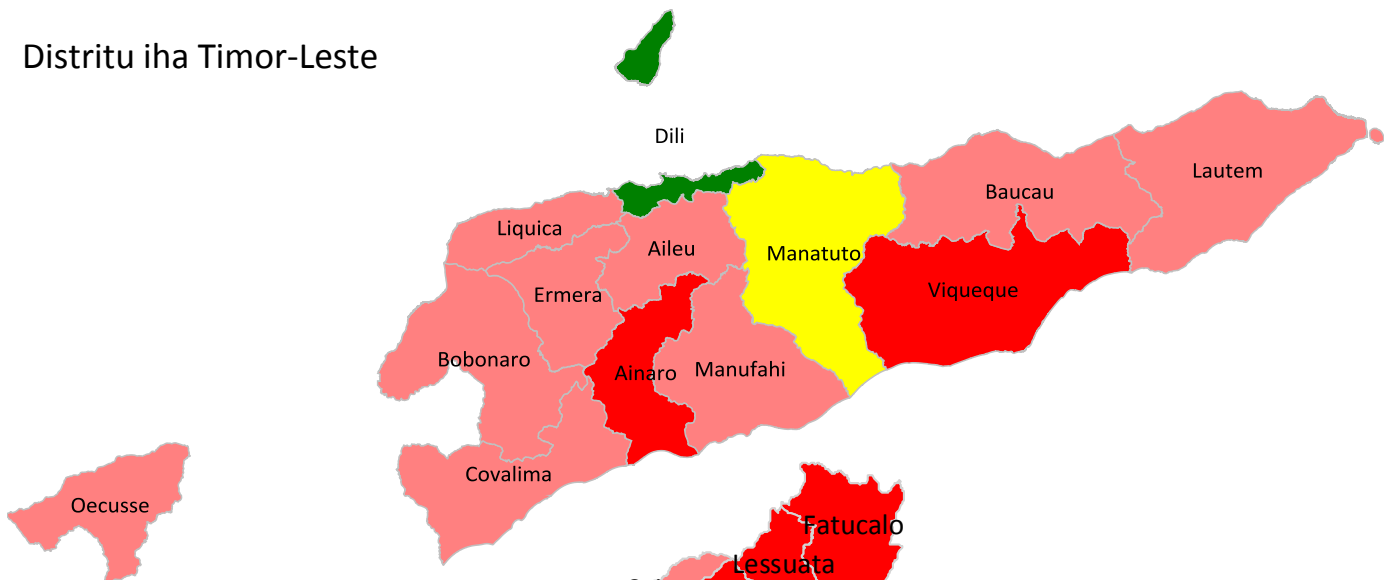 Distritu iha Timor-Leste
Dili
Lautem
Baucau
Liquica
Aileu
Manatuto
Viqueque
Ermera
Bobonaro
Ainaro
Manufahi
Covalima
Oecusse
Fatucalo
Lessuata